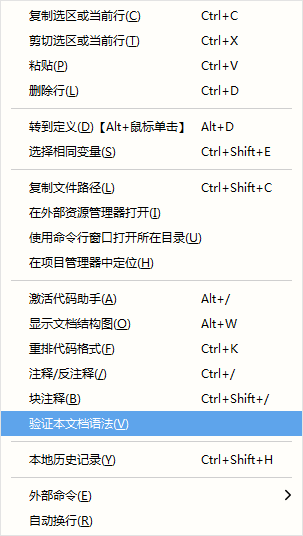 复制选区或当前行(C) Ctrl+C
剪切选区或当前行(T) Ctrl+X
粘贴(P) Ctrl+V
删除行(L) Ctrl+D
转到定义(D)【Alt+鼠标单击】 Alt+D
选择相同变量(S) Ctrl+Shift+E
复制文件路径(L) Ctrl+Shift+C
在外部资源管理器打开(I)
使用命令行窗口打开所在目录(U)
在项目管理器中定位(H)
激活代码助手(A) Alt+/
显示文档结构图(O) Alt+W
重排代码格式(F) Ctrl+K
注释/反注释(/) Ctrl+/
块注释(B) Ctrl+Shift+/
验证本文档语法(V)
本地历史记录(Y) Ctrl+Shift+H
外部命令(E)
自动换行(R)